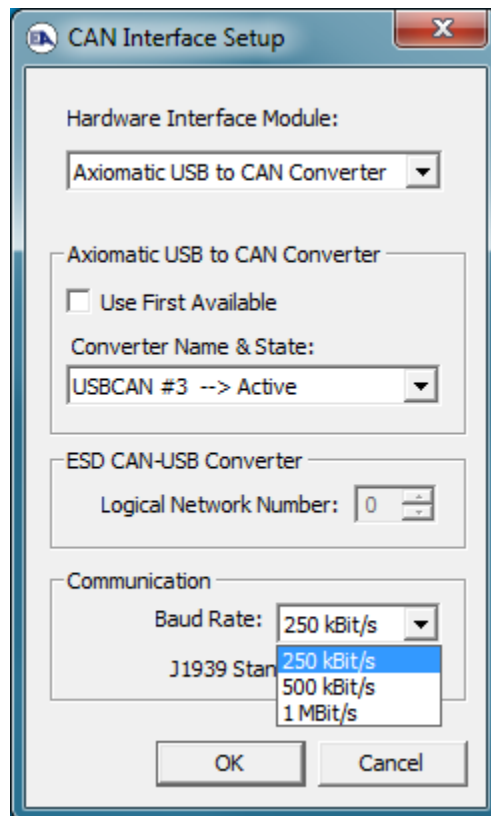 EA CAN Interface Setup
Hardware Interface Module:
Axiomatic USB to CAN Converter
Axiomatic USB to CAN Converter
Use First Available
Converter Name & State:
USBCAN #3 --> Active
ESD CAN-USB Converter
Logical Network Number: 0
Communication
Baud Rate: 250 kBit/s
J1939 Stan
250 kBit/s
500 kBit/s
1 MBit/s
OK Cancel